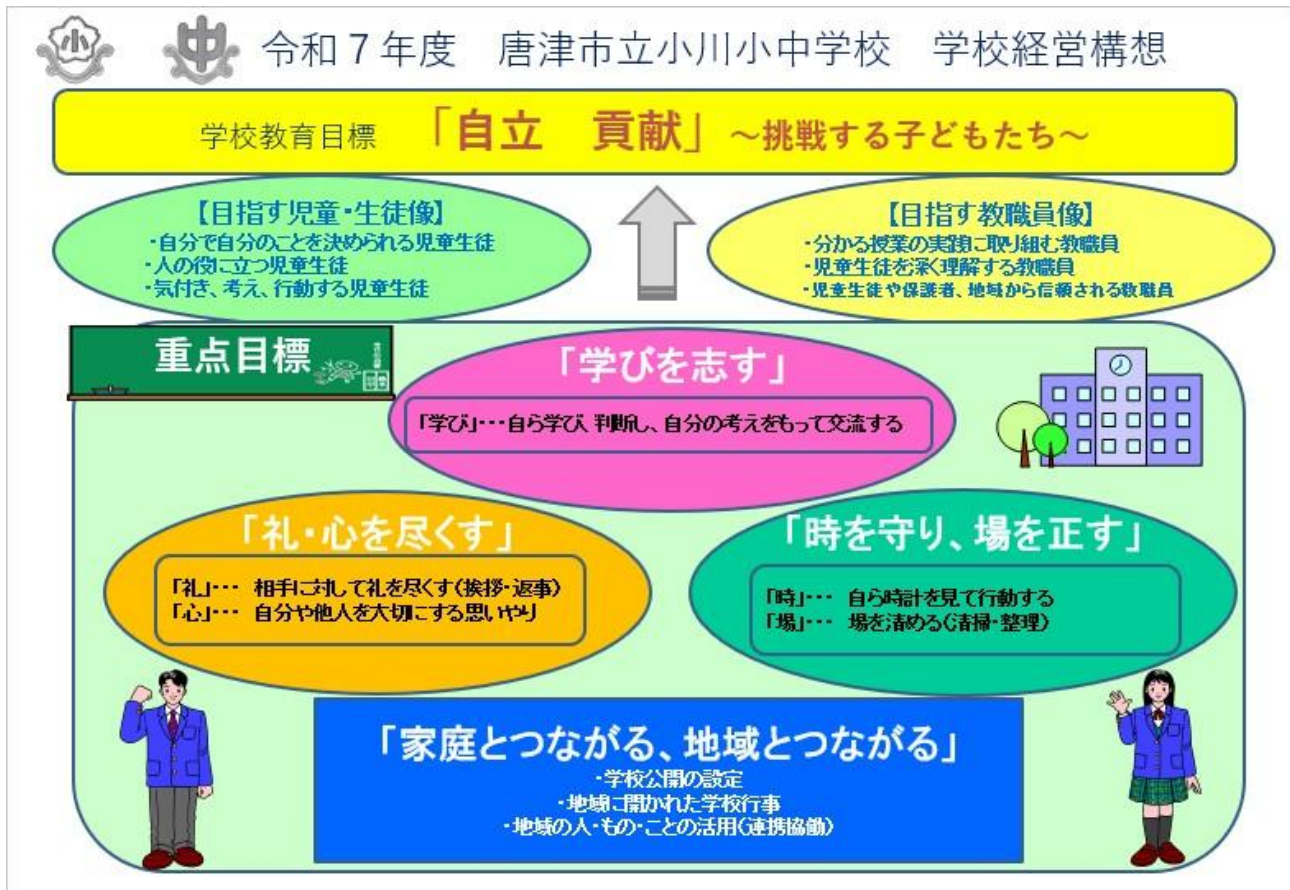 小
中
令和7年度 唐津市立小川小中学校 学校経営構想
学校教育目標 「自立 貢献」 ～挑戦する子どもたち～
【目指す児童・生徒像】
・自分で自分のことを決められる児童生徒
・人の役に立つ児童生徒
・気付き、考え、行動する児童生徒
【目指す教職員像】
・分かる授業の実践に取り組む教職員
・児童生徒を深く理解する教職員
・児童生徒や保護者、地域から信頼される教職員
重点目標
「学びを志す」
「学び」・・・自ら学び、判断し、自分の考えをもって交流する
「礼・心を尽くす」
「礼」・・・ 相手に対して礼を尽くす(挨拶・返事)
「心」・・・ 自分や他人を大切にする思いやり
「時を守り、場を正す」
「時」・・・ 自ら時計を見て行動する
「場」・・・ 場を清める(清掃・整理)
「家庭とつながる、地域とつながる」
・学校公開の設定
・地域に開かれた学校行事
・地域の人・もの・ことの活用(連携協働)